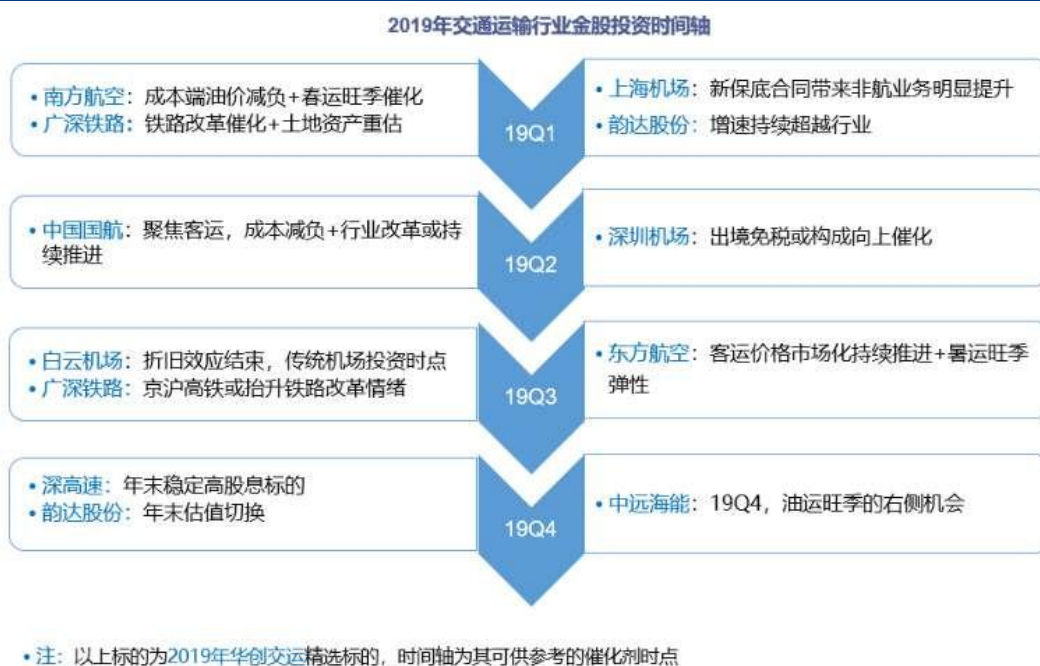 2019年交通运输行业金股投资时间轴
• 南方航空：成本端油价减负+春运旺季催化
• 广深铁路：铁路改革催化+土地资产重估
19Q1
• 上海机场：新保底合同带来非航业务明显提升
• 韵达股份：增速持续超越行业
• 中国国航：聚焦客运，成本减负+行业改革或持
续推进
19Q2
• 深圳机场：出境免税或构成向上催化
• 白云机场：折旧效应结束，传统机场投资时点
• 广深铁路：京沪高铁或抬升铁路改革情绪
19Q3
• 东方航空：客运价格市场化持续推进+暑运旺季
弹性
• 深高速：年末稳定高股息标的
• 韵达股份：年末估值切换
19Q4
• 中远海能：19Q4，油运旺季的右侧机会
• 注：以上标的为2019年华创交运精选标的，时间轴为其可供参考的催化剂时点